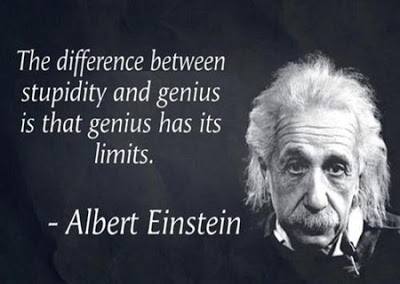 The difference between
stupidity and genius
is that genius has its
limits.
- Albert Einstein